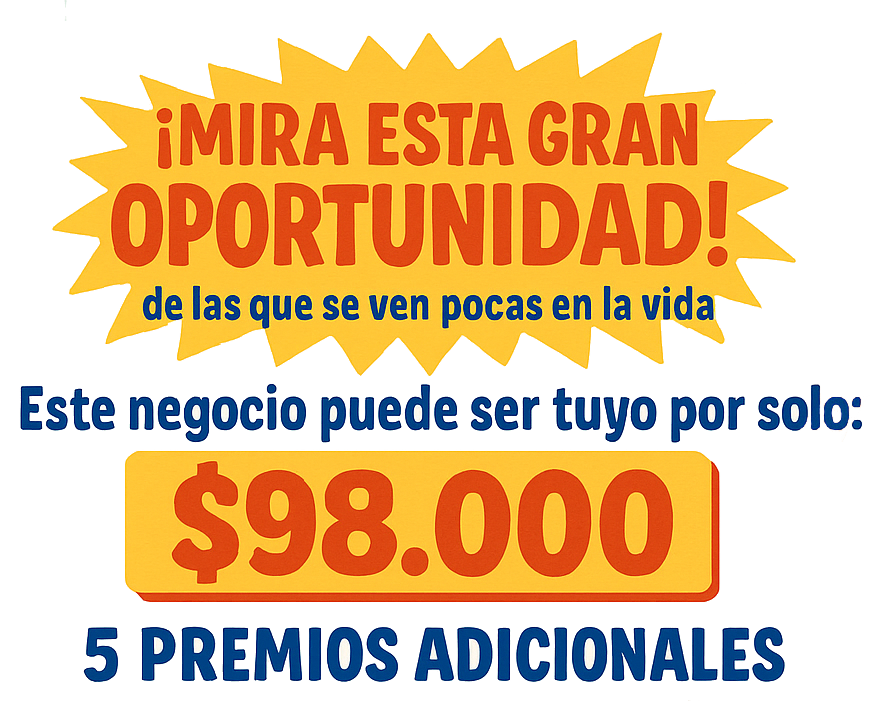 ¡MIRA ESTA GRAN
OPORTUNIDAD!
de las que se ven pocas en la vida
Este negocio puede ser tuyo por solo:
$98.000
5 PREMIOS ADICIONALES